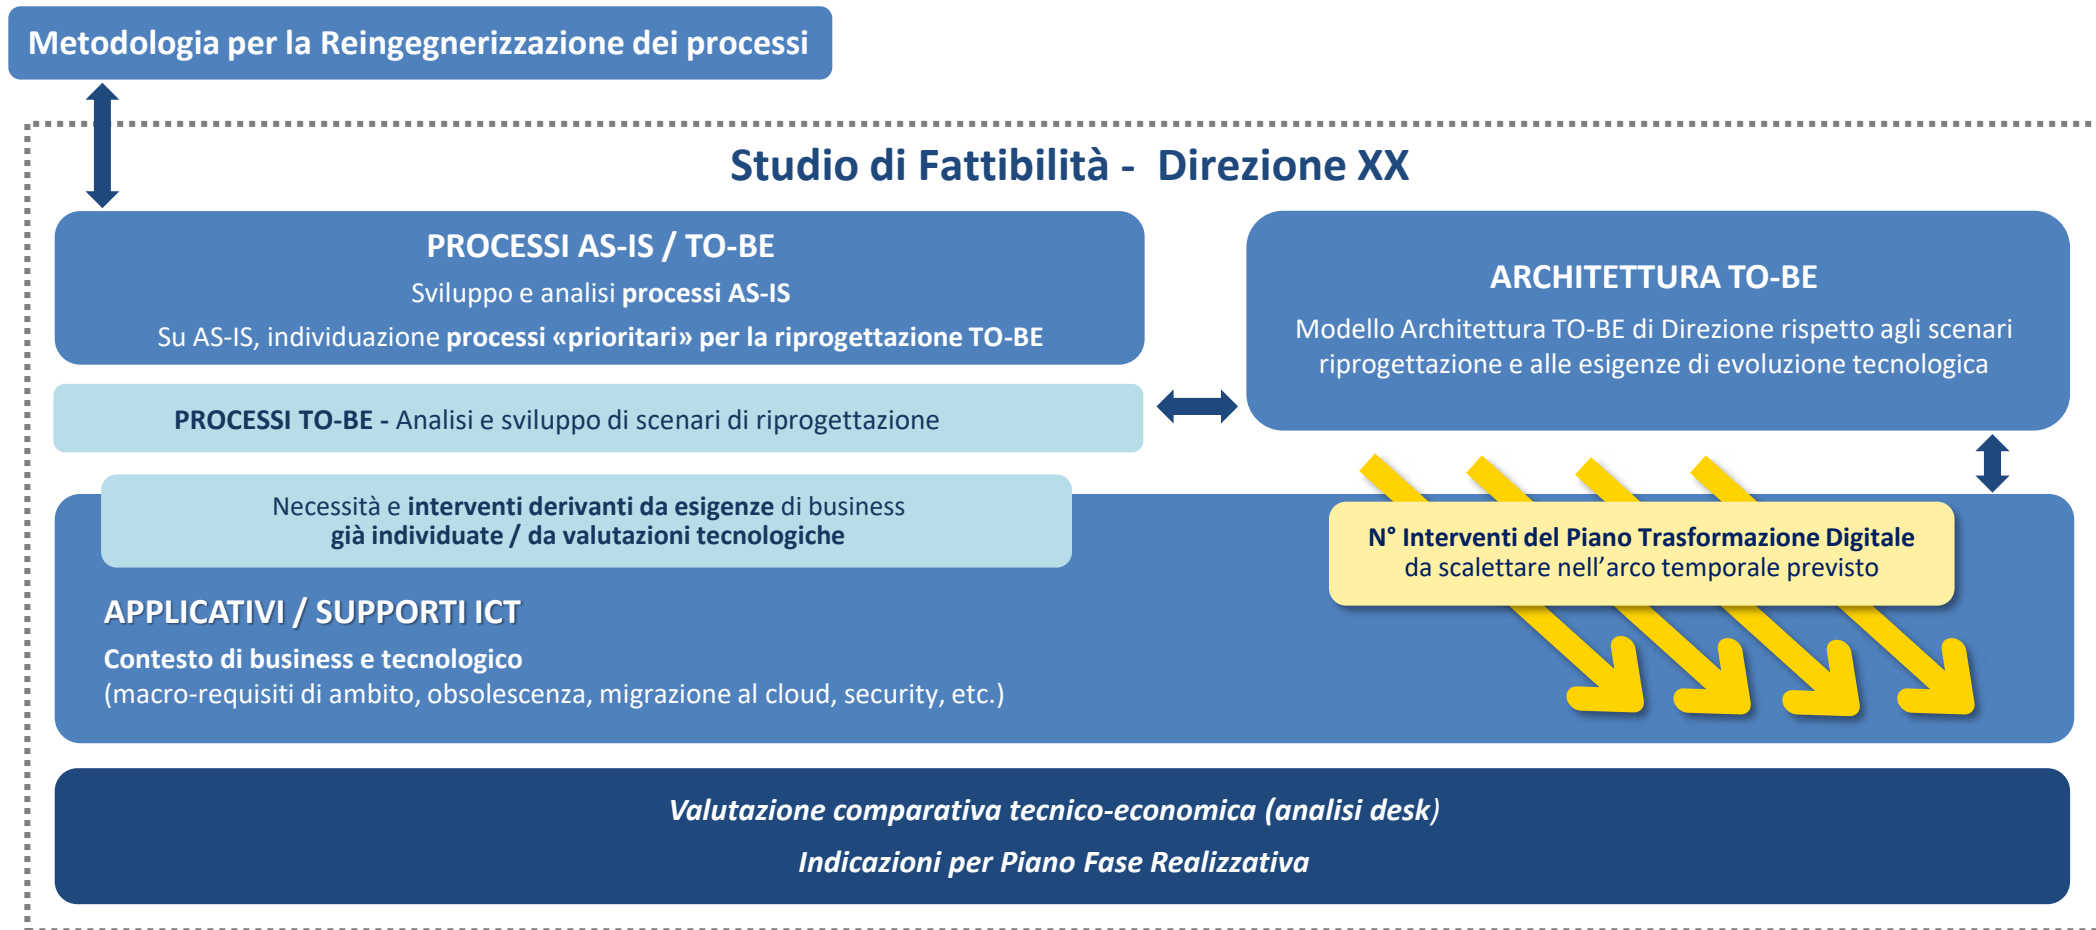 Metodologia per la Reingegnerizzazione dei processi
Studio di Fattibilità - Direzione XX
PROCESSI AS-IS / TO-BE
Sviluppo e analisi processi AS-IS
Su AS-IS, individuazione processi «prioritari» per la riprogettazione TO-BE
ARCHITETTURA TO-BE
Modello Architettura TO-BE di Direzione rispetto agli scenari
riprogettazione e alle esigenze di evoluzione tecnologica
PROCESSI TO-BE - Analisi e sviluppo di scenari di riprogettazione
Necessità e interventi derivanti da esigenze di business
già individuate / da valutazioni tecnologiche
N° Interventi del Piano Trasformazione Digitale
da scalettare nell’arco temporale previsto
APPLICATIVI / SUPPORTI ICT
Contesto di business e tecnologico
(macro-requisiti di ambito, obsolescenza, migrazione al cloud, security, etc.)
Valutazione comparativa tecnico-economica (analisi desk)
Indicazioni per Piano Fase Realizzativa